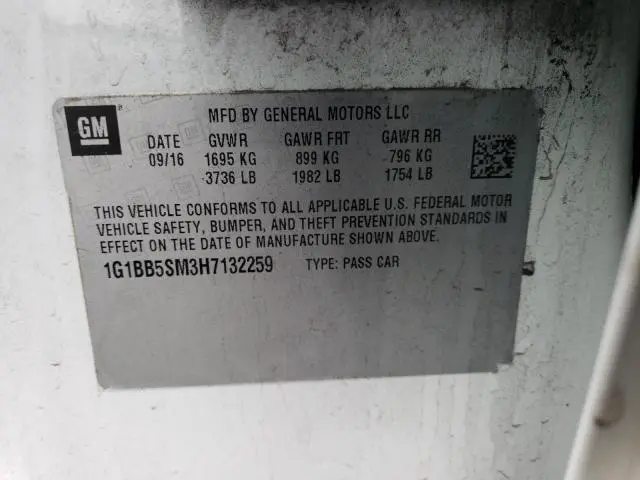 GM
MFD BY GENERAL MOTORS LLC
DATE GVWR GAWR FRT GAWR RR
09/16 1695 KG 899 KG 796 KG
3736 LB 1982 LB 1754 LB
THIS VEHICLE CONFORMS TO ALL APPLICABLE U.S. FEDERAL MOTOR
VEHICLE SAFETY, BUMPER, AND THEFT PREVENTION STANDARDS IN
EFFECT ON THE DATE OF MANUFACTURE SHOWN ABOVE.
1G1BB5SM3H7132259 TYPE: PASS CAR